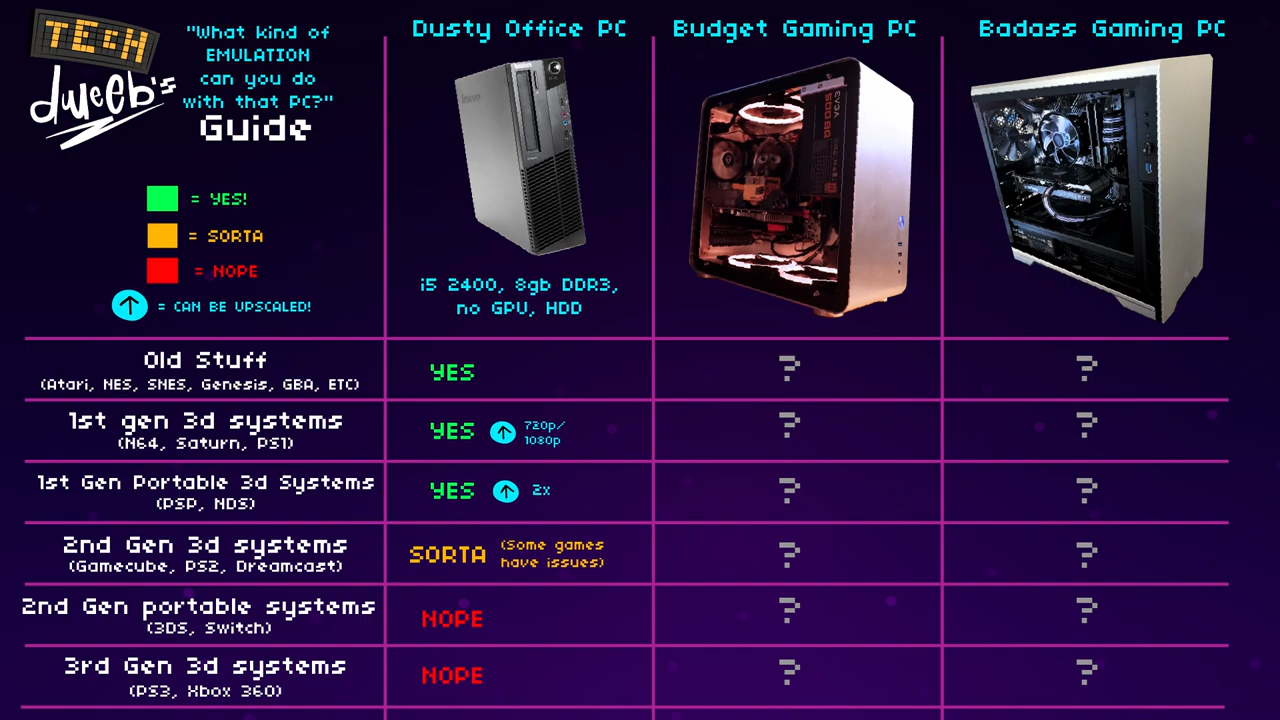 TECH
dweeb's
"What kind of
EMULATION
can you do
with that PC?"
Guide
= YES!
= SORTA
= NOPE
= CAN BE UPSCALED!
Dusty Office PC
Budget Gaming PC
Badass Gaming PC
i5 2400, 8gb DDR3,
no GPU, HDD
Old Stuff
(Atari, NES, SNES, Genesis, GBA, ETC)
YES
?
?
1st gen 3d systems
(N64, Saturn, PS1)
YES
720p/
1080p
?
?
1st Gen Portable 3d Systems
(PSP, NDS)
YES
2x
?
?
2nd Gen 3d systems
(Gamecube, PS2, Dreamcast)
SORTA
(Some games
have issues)
?
?
2nd Gen portable systems
(3DS, Switch)
NOPE
?
?
3rd Gen 3d systems
(PS3, Xbox 360)
NOPE
?
?